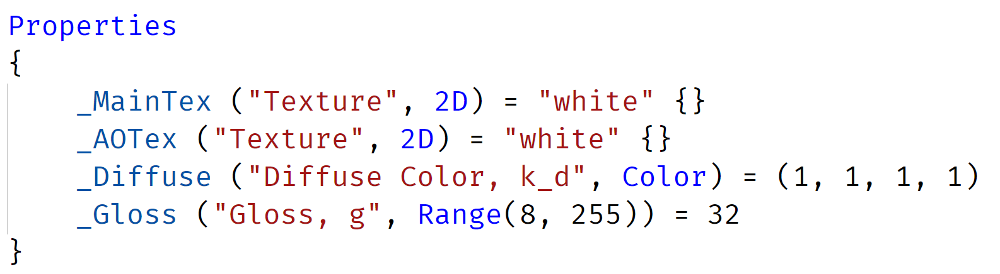 Properties
{
    _MainTex ("Texture", 2D) = "white" {}
    _AOTex ("Texture", 2D) = "white" {}
    _Diffuse ("Diffuse Color, k_d", Color) = (1, 1, 1, 1)
    _Gloss ("Gloss, g", Range(8, 255)) = 32
}